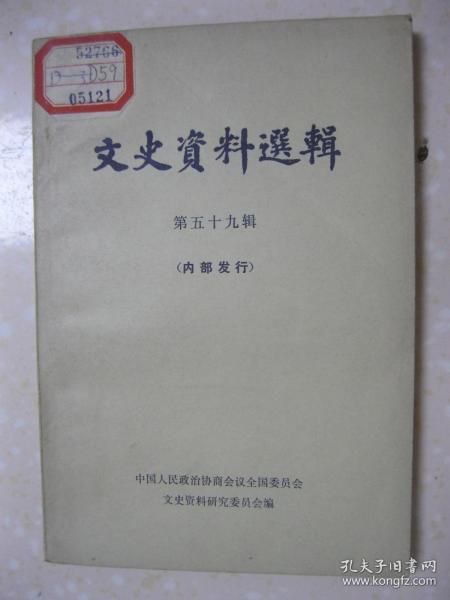 52766
13-3D59
05121
文史資料選輯
第五十九辑
(内部发行)
中国人民政治协商会议全国委员会
文史资料研究委员会编
孔夫子旧书网
www.kongfz.com